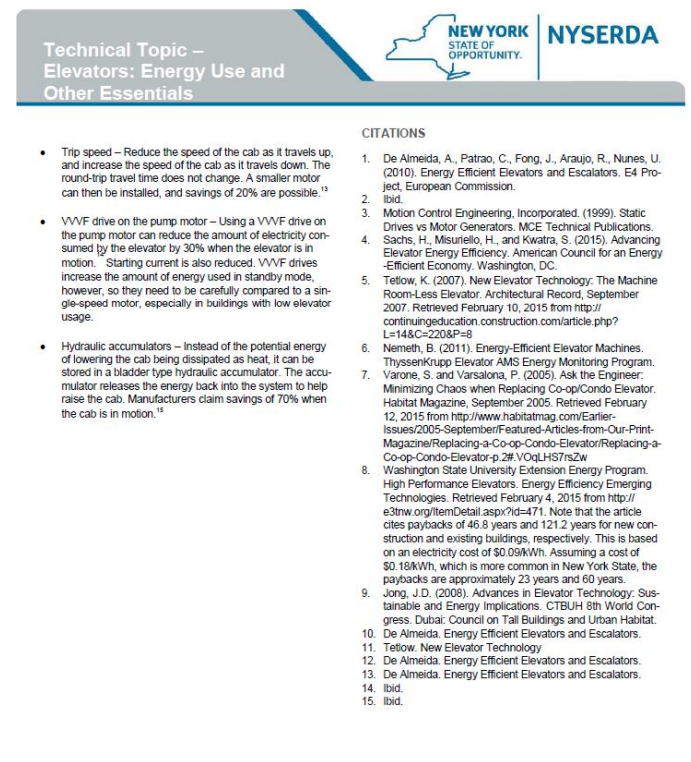 Technical Topic –
Elevators: Energy Use and
Other Essentials
NEW YORK
STATE OF
OPPORTUNITY.
NYSERDA
• Trip speed – Reduce the speed of the cab as it travels up,
and increase the speed of the cab as it travels down. The
round-trip travel time does not change. A smaller motor
can then be installed, and savings of 20% are possible.¹³
• VVVF drive on the pump motor – Using a VVVF drive on
the pump motor can reduce the amount of electricity con-
sumed by the elevator by 30% when the elevator is in
motion. Starting current is also reduced. VVVF drives
increase the amount of energy used in standby mode,
however, so they need to be carefully compared to a sin-
gle-speed motor, especially in buildings with low elevator
usage.
• Hydraulic accumulators – Instead of the potential energy
of lowering the cab being dissipated as heat, it can be
stored in a bladder type hydraulic accumulator. The accu-
mulator releases the energy back into the system to help
raise the cab. Manufacturers claim savings of 70% when
the cab is in motion.¹⁵
CITATIONS
1. De Almeida, A., Patrao, C., Fong, J., Araujo, R., Nunes, U.
(2010). Energy Efficient Elevators and Escalators. E4 Pro-
ject, European Commission.
2. Ibid.
3. Motion Control Engineering, Incorporated. (1999). Static
Drives vs Motor Generators. MCE Technical Publications.
4. Sachs, H., Misuriello, H., and Kwatra, S. (2015). Advancing
Elevator Energy Efficiency. American Council for an Energy
-Efficient Economy. Washington, DC.
5. Tetlow, K. (2007). New Elevator Technology: The Machine
Room-Less Elevator. Architectural Record, September
2007. Retrieved February 10, 2015 from http://
continuingeducation.construction.com/article.php?
L=14&C=220&P=8
6. Nemeth, B. (2011). Energy-Efficient Elevator Machines.
ThyssenKrupp Elevator AMS Energy Monitoring Program.
7. Varone, S. and Varsalona, P. (2005). Ask the Engineer:
Minimizing Chaos when Replacing Co-op/Condo Elevator.
Habitat Magazine, September 2005. Retrieved February
12, 2015 from http://www.habitatmag.com/Earlier-
Issues/2005-September/Featured-Articles-from-Our-Print-
Magazine/Replacing-a-Co-op-Condo-Elevator/Replacing-a-
Co-op-Condo-Elevator-p.2#.VOqLHS7rsZw
8. Washington State University Extension Energy Program.
High Performance Elevators. Energy Efficiency Emerging
Technologies. Retrieved February 4, 2015 from http://
e3tnw.org/ItemDetail.aspx?id=471. Note that the article
cites paybacks of 46.8 years and 121.2 years for new con-
struction and existing buildings, respectively. This is based
on an electricity cost of $0.09/kWh. Assuming a cost of
$0.18/kWh, which is more common in New York State, the
paybacks are approximately 23 years and 60 years.
9. Jong, J.D. (2008). Advances in Elevator Technology: Sus-
tainable and Energy Implications. CTBUH 8th World Con-
gress. Dubai: Council on Tall Buildings and Urban Habitat.
10. De Almeida. Energy Efficient Elevators and Escalators.
11. Tetlow. New Elevator Technology
12. De Almeida. Energy Efficient Elevators and Escalators.
13. De Almeida. Energy Efficient Elevators and Escalators.
14. Ibid.
15. Ibid.